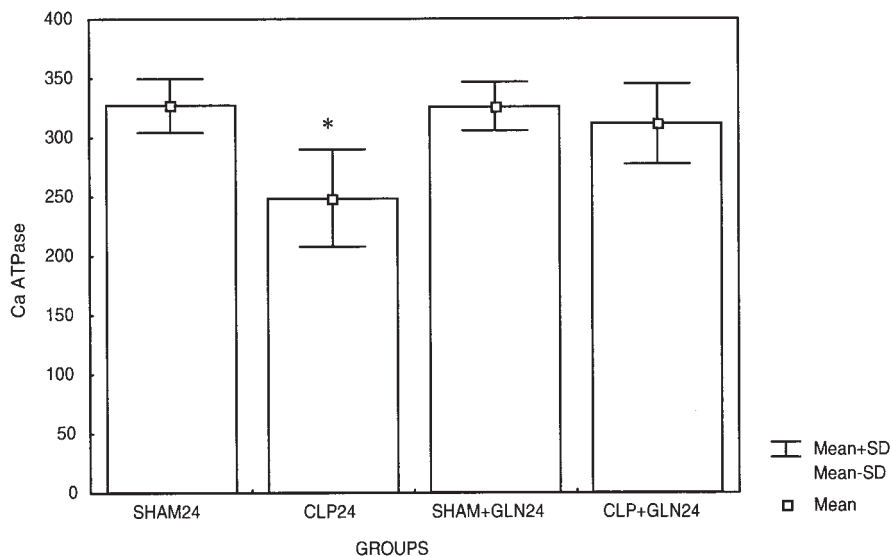 400
350
300
250
200
150
100
50
0
Ca ATPase
*
SHAM24 CLP24 SHAM+GLN24 CLP+GLN24
GROUPS
Mean+SD
Mean-SD
Mean